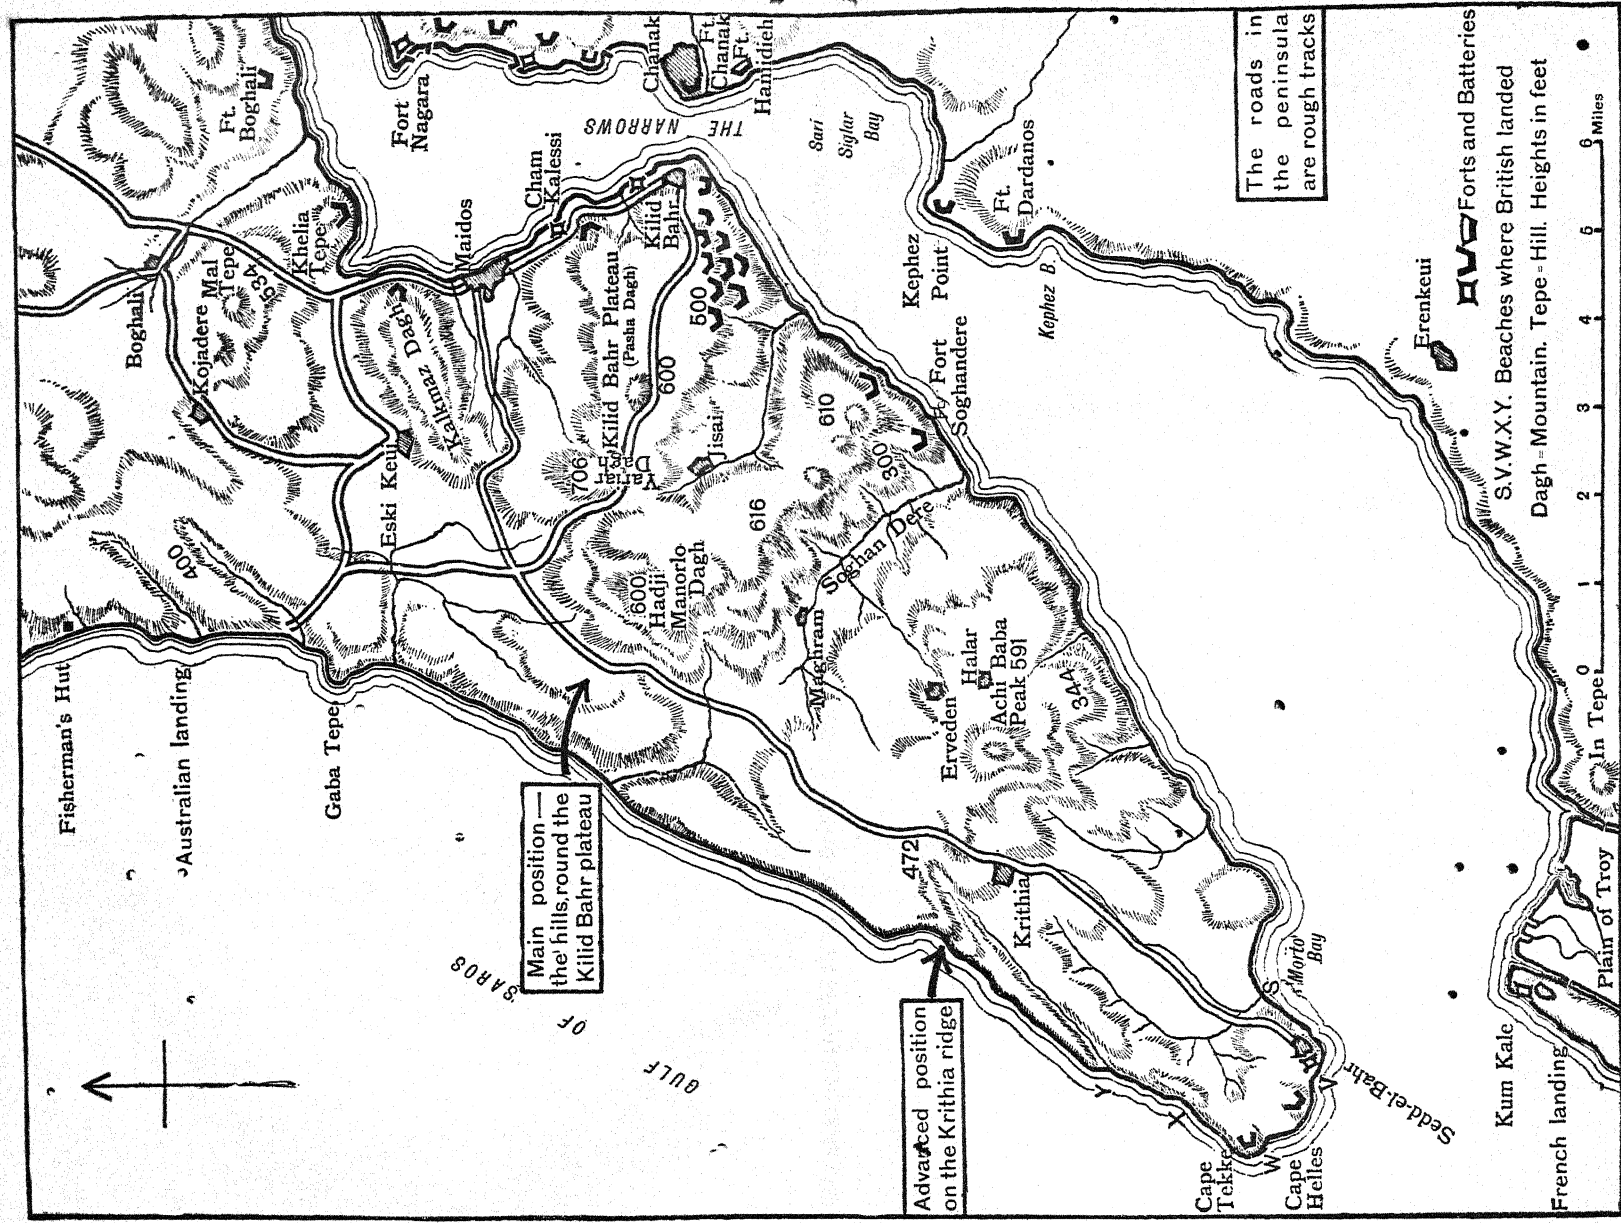 Fisherman's Hut
Australian landing
Gaba Tepe
400
Boghali
Kojadere
Mal
Tepe
534
Ft.
Boghali
Khelia
Tepe
Eski Keui
Kalkmaz Dagh
Maidos
Fort
Nagara
Cham
Kalessi
THE NARROWS
Chanak
Ft.
Chanak
Ft.
Hamidieh
Kilid
Bahr
Kilid Bahr Plateau
(Pasha Dagh)
600
500
706
Yariar
Dagh
Jisair
Main position—
the hills, round the
Kilid Bahr plateau
600
Hadji
Manorlo
Dagh
616
610
300
Fort
Soghandere
Soghan Dere
Maghram
Sari
Siglar
Bay
Kephez
Point
Ft.
Dardanos
Kephez B.
Erenkeui
GULF OF SAROS
Erveden
Halar
Achi Baba
Peak 591
344
472
Krithia
Advanced position
on the Krithia ridge
Y
X
W
V
S
Morto
Bay
Cape
Tekke
Cape
Helles
Sedd-el-Bahr
Kum Kale
French landing
Plain of Troy
In Tepe
The roads in
the peninsula
are rough tracks
Forts and Batteries
S.V.W.X.Y. Beaches where British landed
Dagh=Mountain. Tepe=Hill. Heights in feet
0 1 2 3 4 5 6 Miles